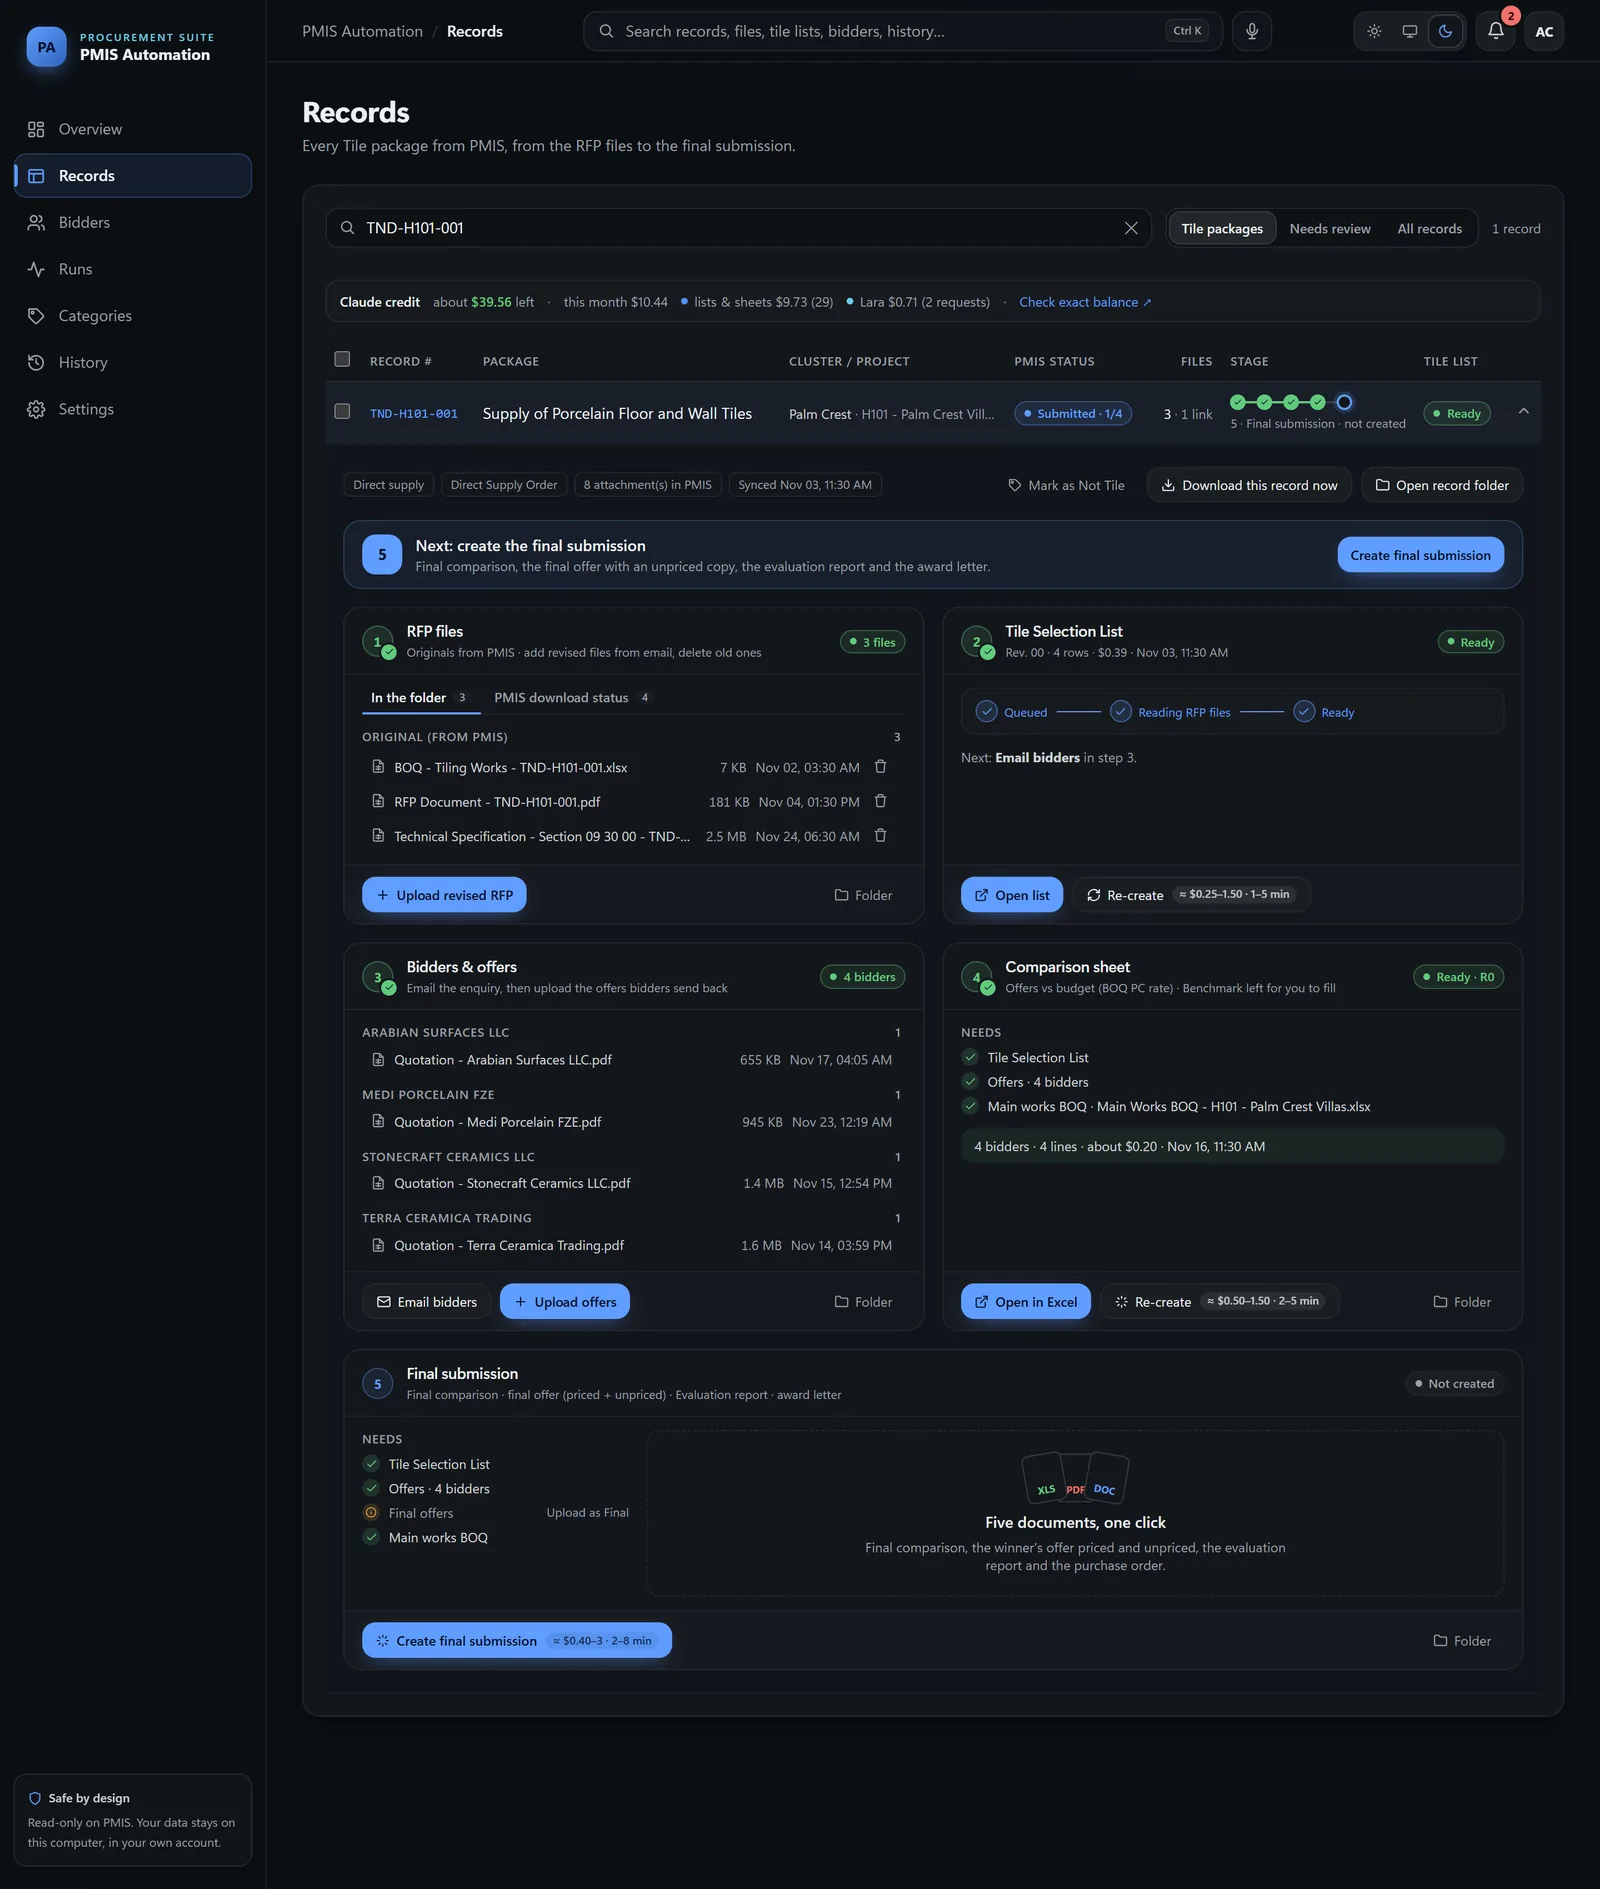 PA
PROCUREMENT SUITE
PMIS Automation
Overview
Records
Bidders
Runs
Categories
History
Settings
Safe by design
Read-only on PMIS. Your data stays on
this computer, in your own account.
PMIS Automation / Records
Search records, files, tile lists, bidders, history...
Ctrl K
2
AC
Records
Every Tile package from PMIS, from the RFP files to the final submission.
TND-H101-001
Tile packages
Needs review
All records
1 record
Claude credit about $39.56 left · this month $10.44 lists & sheets $9.73 (29) Lara $0.71 (2 requests) · Check exact balance ↗
RECORD # PACKAGE CLUSTER / PROJECT PMIS STATUS FILES STAGE TILE LIST
TND-H101-001 Supply of Porcelain Floor and Wall Tiles Palm Crest · H101 - Palm Crest Vill... Submitted · 1/4 3 · 1 link
5 · Final submission · not created
Ready
Direct supply
Direct Supply Order
8 attachment(s) in PMIS
Synced Nov 03, 11:30 AM
Mark as Not Tile
Download this record now
Open record folder
5
Next: create the final submission
Final comparison, the final offer with an unpriced copy, the evaluation report and the award letter.
Create final submission
1
RFP files
Originals from PMIS · add revised files from email, delete old ones
3 files
In the folder 3
PMIS download status 4
ORIGINAL (FROM PMIS) 3
BOQ - Tiling Works - TND-H101-001.xlsx 7 KB Nov 02, 03:30 AM
RFP Document - TND-H101-001.pdf 181 KB Nov 04, 01:30 PM
Technical Specification - Section 09 30 00 - TND-... 2.5 MB Nov 24, 06:30 AM
Upload revised RFP
Folder
2
Tile Selection List
Rev. 00 · 4 rows · $0.39 · Nov 03, 11:30 AM
Ready
Queued
Reading RFP files
Ready
Next: Email bidders in step 3.
Open list
Re-create ≈ $0.25–1.50 · 1–5 min
3
Bidders & offers
Email the enquiry, then upload the offers bidders send back
4 bidders
ARABIAN SURFACES LLC 1
Quotation - Arabian Surfaces LLC.pdf 655 KB Nov 17, 04:05 AM
MEDI PORCELAIN FZE 1
Quotation - Medi Porcelain FZE.pdf 945 KB Nov 23, 12:19 AM
STONECRAFT CERAMICS LLC 1
Quotation - Stonecraft Ceramics LLC.pdf 1.4 MB Nov 15, 12:54 PM
TERRA CERAMICA TRADING 1
Quotation - Terra Ceramica Trading.pdf 1.6 MB Nov 14, 03:59 PM
Email bidders
Upload offers
Folder
4
Comparison sheet
Offers vs budget (BOQ PC rate) · Benchmark left for you to fill
Ready · R0
NEEDS
Tile Selection List
Offers · 4 bidders
Main works BOQ · Main Works BOQ - H101 - Palm Crest Villas.xlsx
4 bidders · 4 lines · about $0.20 · Nov 16, 11:30 AM
Open in Excel
Re-create ≈ $0.50–1.50 · 2–5 min
Folder
5
Final submission
Final comparison · final offer (priced + unpriced) · Evaluation report · award letter
Not created
NEEDS
Tile Selection List
Offers · 4 bidders
Final offers Upload as Final
Main works BOQ
XLS PDF DOC
Five documents, one click
Final comparison, the winner's offer priced and unpriced, the evaluation
report and the purchase order.
Create final submission ≈ $0.40–3 · 2–8 min
Folder